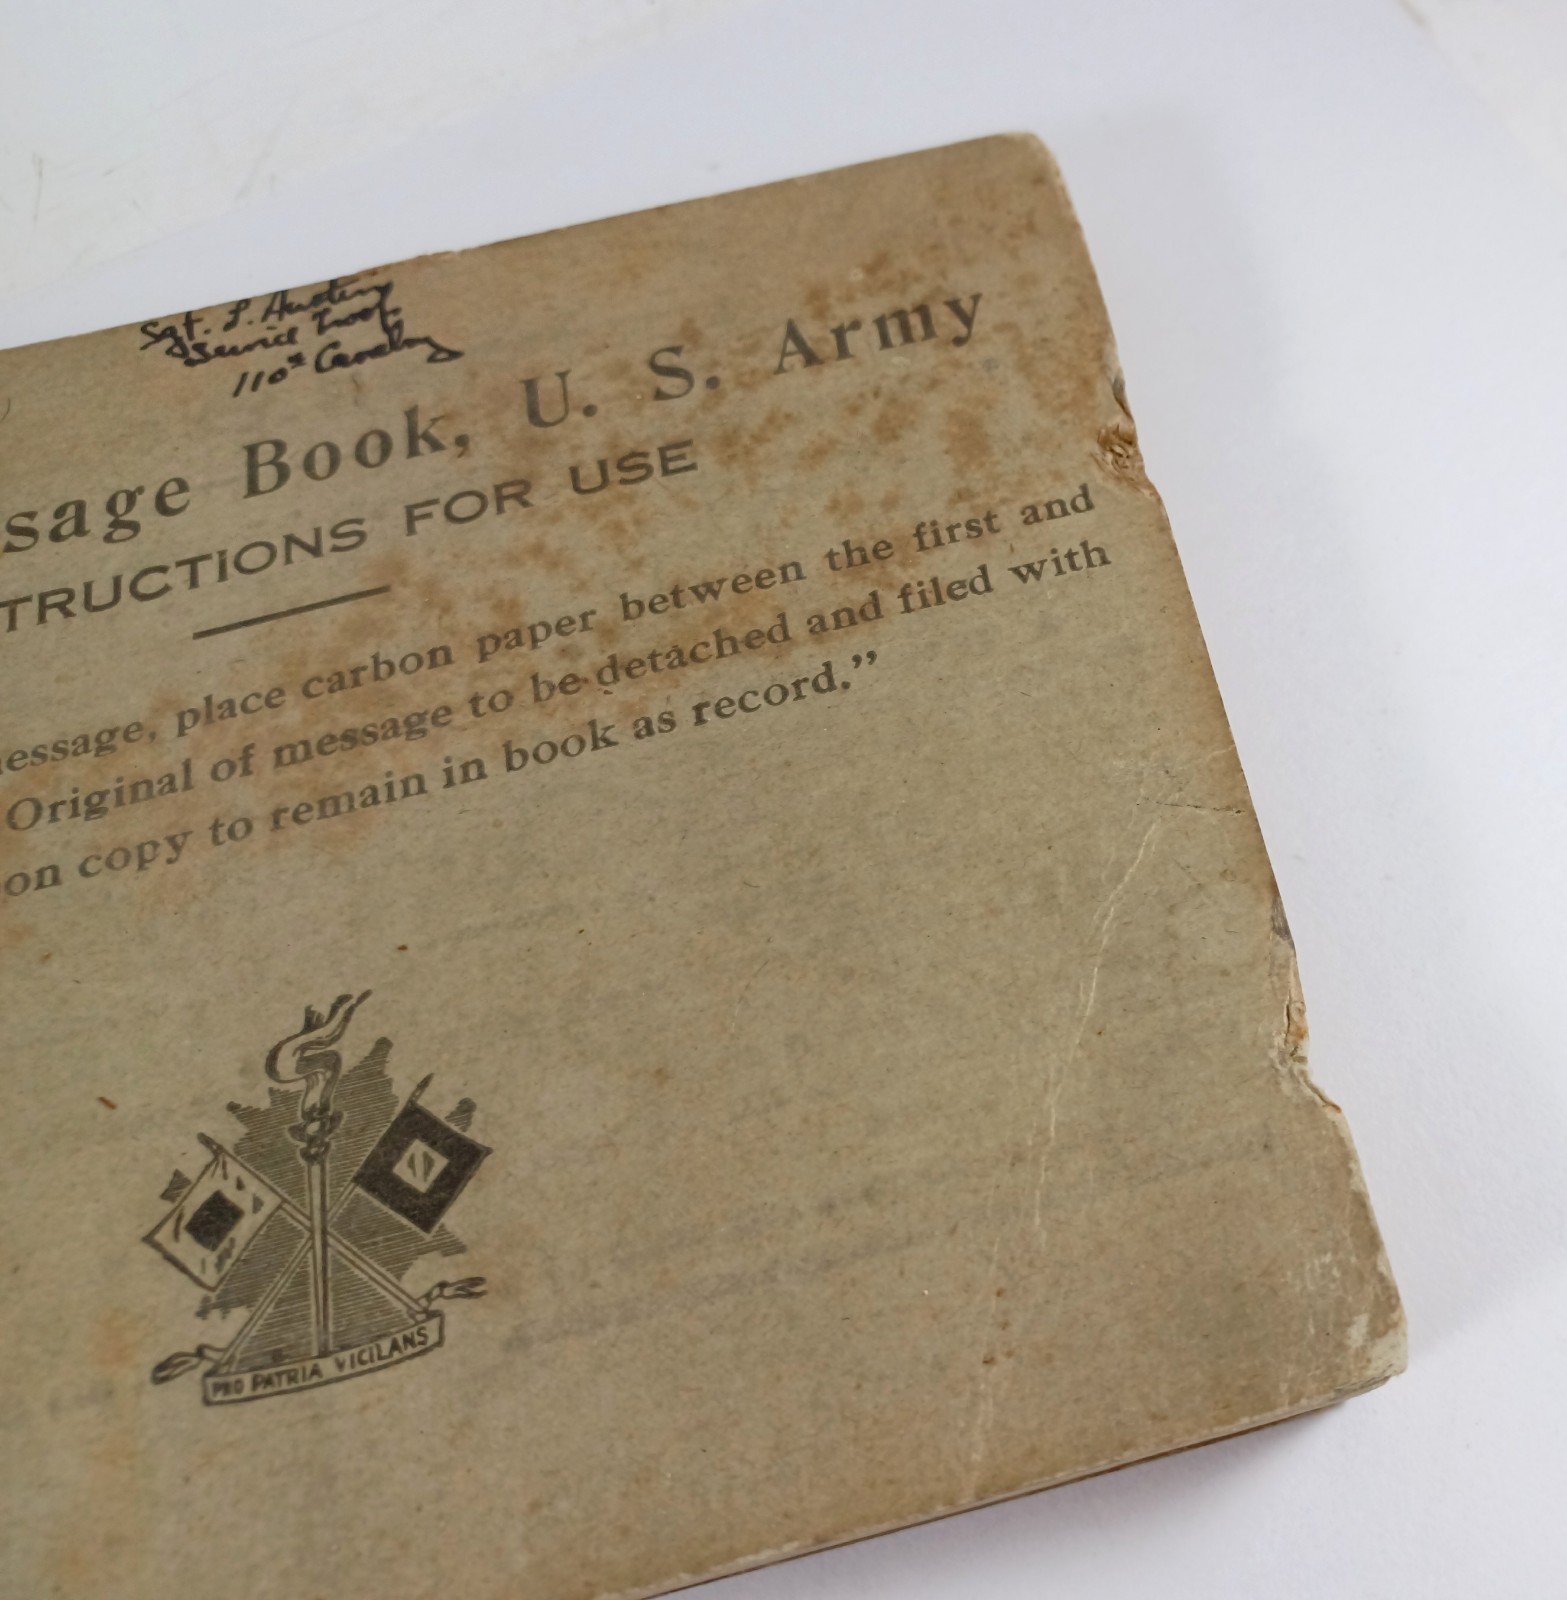 Sgt. L. Austin
Service Troop
110th Cavalry
sage Book, U. S. Army
TRUCTIONS FOR USE
essage, place carbon paper between the first and
Original of message to be detached and filed with
on copy to remain in book as record.”
PRO PATRIA VIGILANS